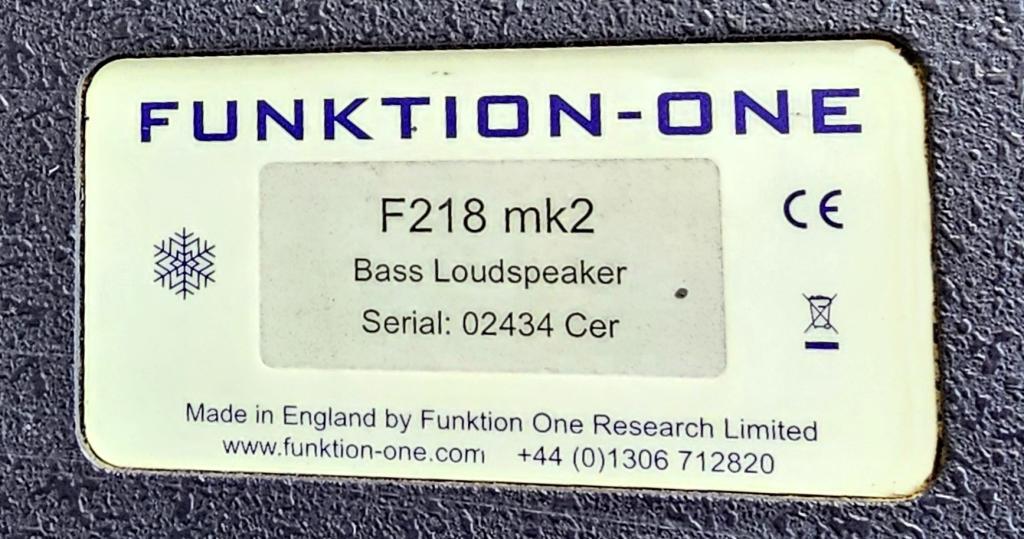 FUNKTION-ONE
F218 mk2
CE
Bass Loudspeaker
Serial: 02434 Cer
Made in England by Funktion One Research Limited
www.funktion-one.com +44 (0)1306 712820